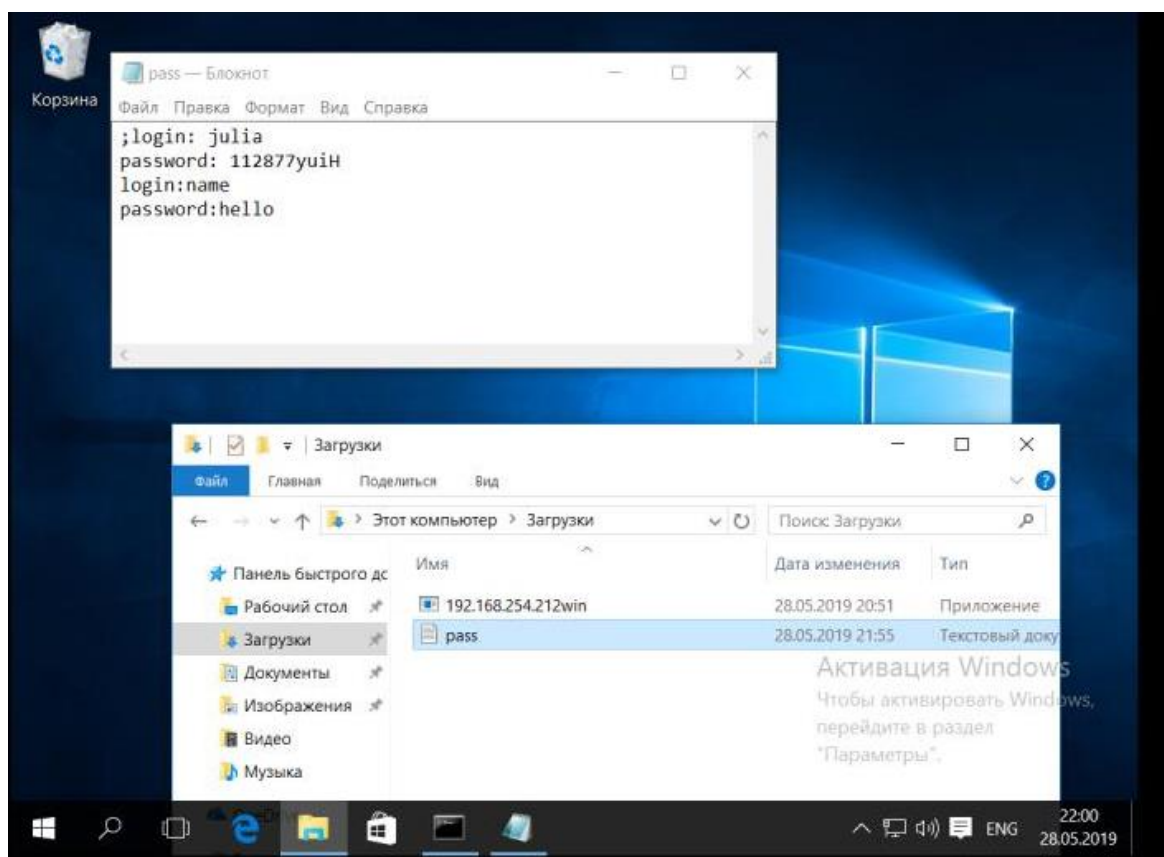 Корзина
pass — Блокнот
Файл Правка Формат Вид Справка
;login: julia
password: 112877yuiH
login:name
password:hello
Загрузки
Файл Главная Поделиться Вид
Этот компьютер > Загрузки
Поиск: Загрузки
Имя Дата изменения Тип
Панель быстрого дс
Рабочий стол
Загрузки
Документы
Изображения
Видео
Музыка
192.168.254.212win 28.05.2019 20:51 Приложение
pass 28.05.2019 21:55 Текстовый доку
Активация Windows
Чтобы активировать Windows,
перейдите в раздел
"Параметры".
ENG
22:00
28.05.2019